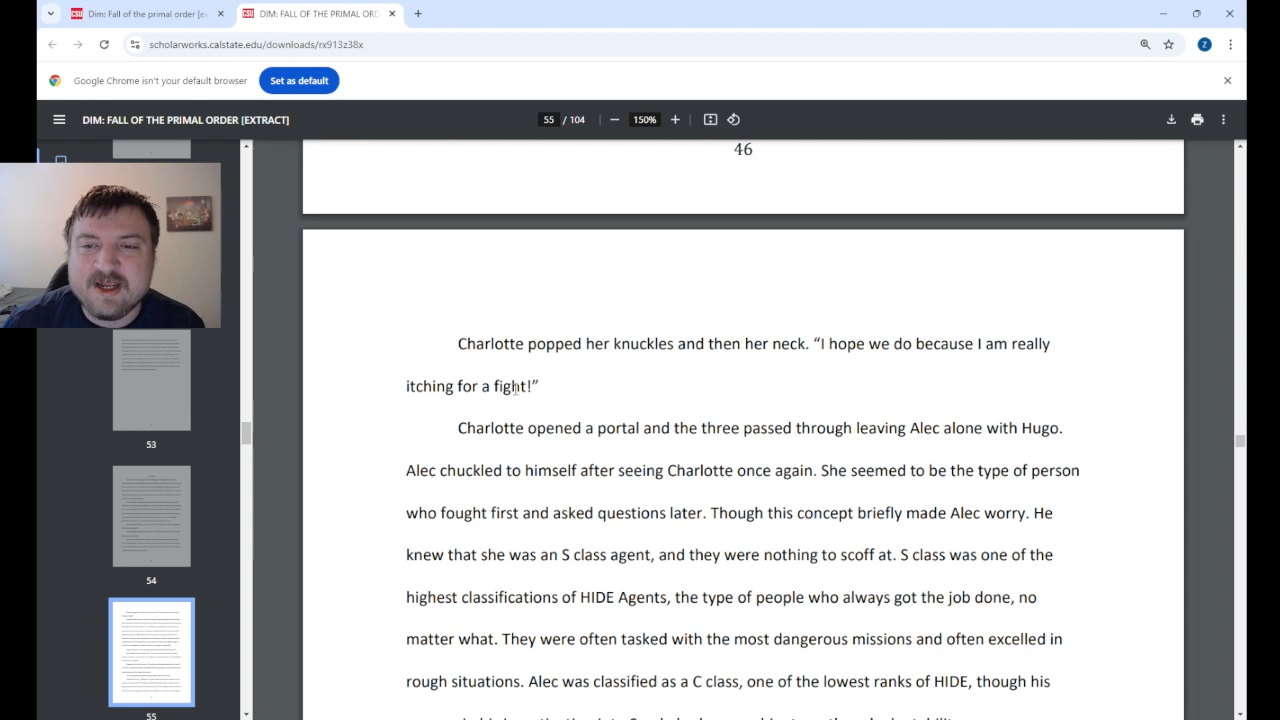 DIM: Fall of the primal order [e
DIM: FALL OF THE PRIMAL ORD
scholarworks.calstate.edu/downloads/rx913z38x
Z
Google Chrome isn't your default browser
Set as default
DIM: FALL OF THE PRIMAL ORDER [EXTRACT]
55 / 104
150%
46
Charlotte popped her knuckles and then her neck. “I hope we do because I am really
itching for a fight!”
Charlotte opened a portal and the three passed through leaving Alec alone with Hugo.
Alec chuckled to himself after seeing Charlotte once again. She seemed to be the type of person
who fought first and asked questions later. Though this concept briefly made Alec worry. He
knew that she was an S class agent, and they were nothing to scoff at. S class was one of the
highest classifications of HIDE Agents, the type of people who always got the job done, no
matter what. They were often tasked with the most dangerous missions and often excelled in
rough situations. Alec was classified as a C class, one of the lowest ranks of HIDE, though his
53
54
55